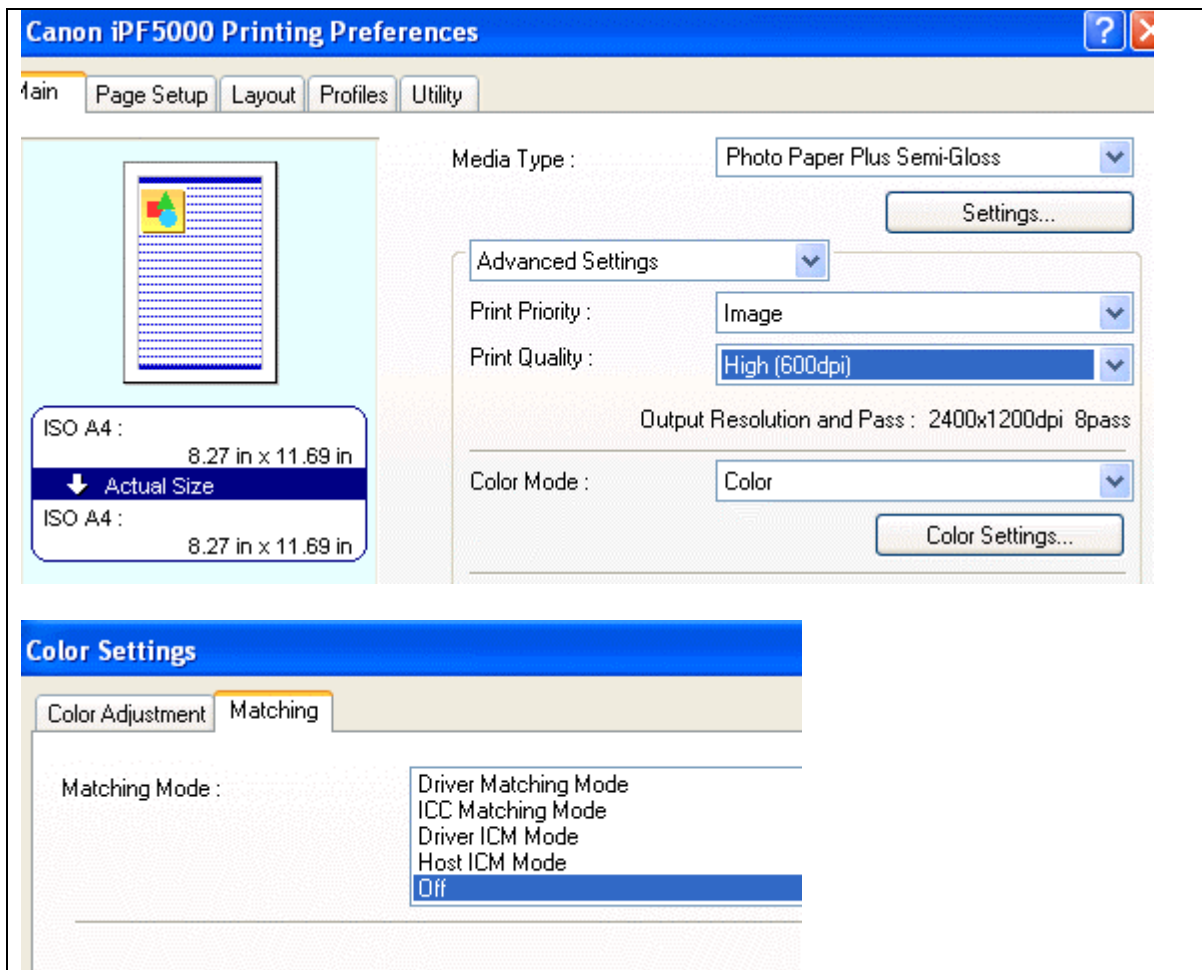 Canon iPF5000 Printing Preferences
Main Page Setup Layout Profiles Utility
Media Type : Photo Paper Plus Semi-Gloss
Settings...
Advanced Settings
Print Priority : Image
Print Quality : High (600dpi)
Output Resolution and Pass : 2400x1200dpi 8pass
Color Mode : Color
Color Settings...
ISO A4 :
8.27 in x 11.69 in
Actual Size
ISO A4 :
8.27 in x 11.69 in
Color Settings
Color Adjustment Matching
Matching Mode : Driver Matching Mode
ICC Matching Mode
Driver ICM Mode
Host ICM Mode
Off